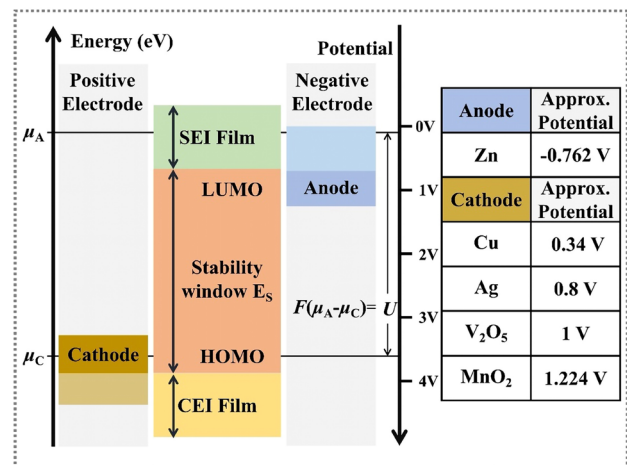 Energy (eV)
Potential
Positive
Electrode
Negative
Electrode
μA
SEI Film
LUMO
Anode
Stability
window ES
F(μA-μC)= U
μC
Cathode
HOMO
CEI Film
0V
1V
2V
3V
4V
Anode
Approx.
Potential
Zn
-0.762 V
Cathode
Approx.
Potential
Cu
0.34 V
Ag
0.8 V
V2O5
1 V
MnO2
1.224 V